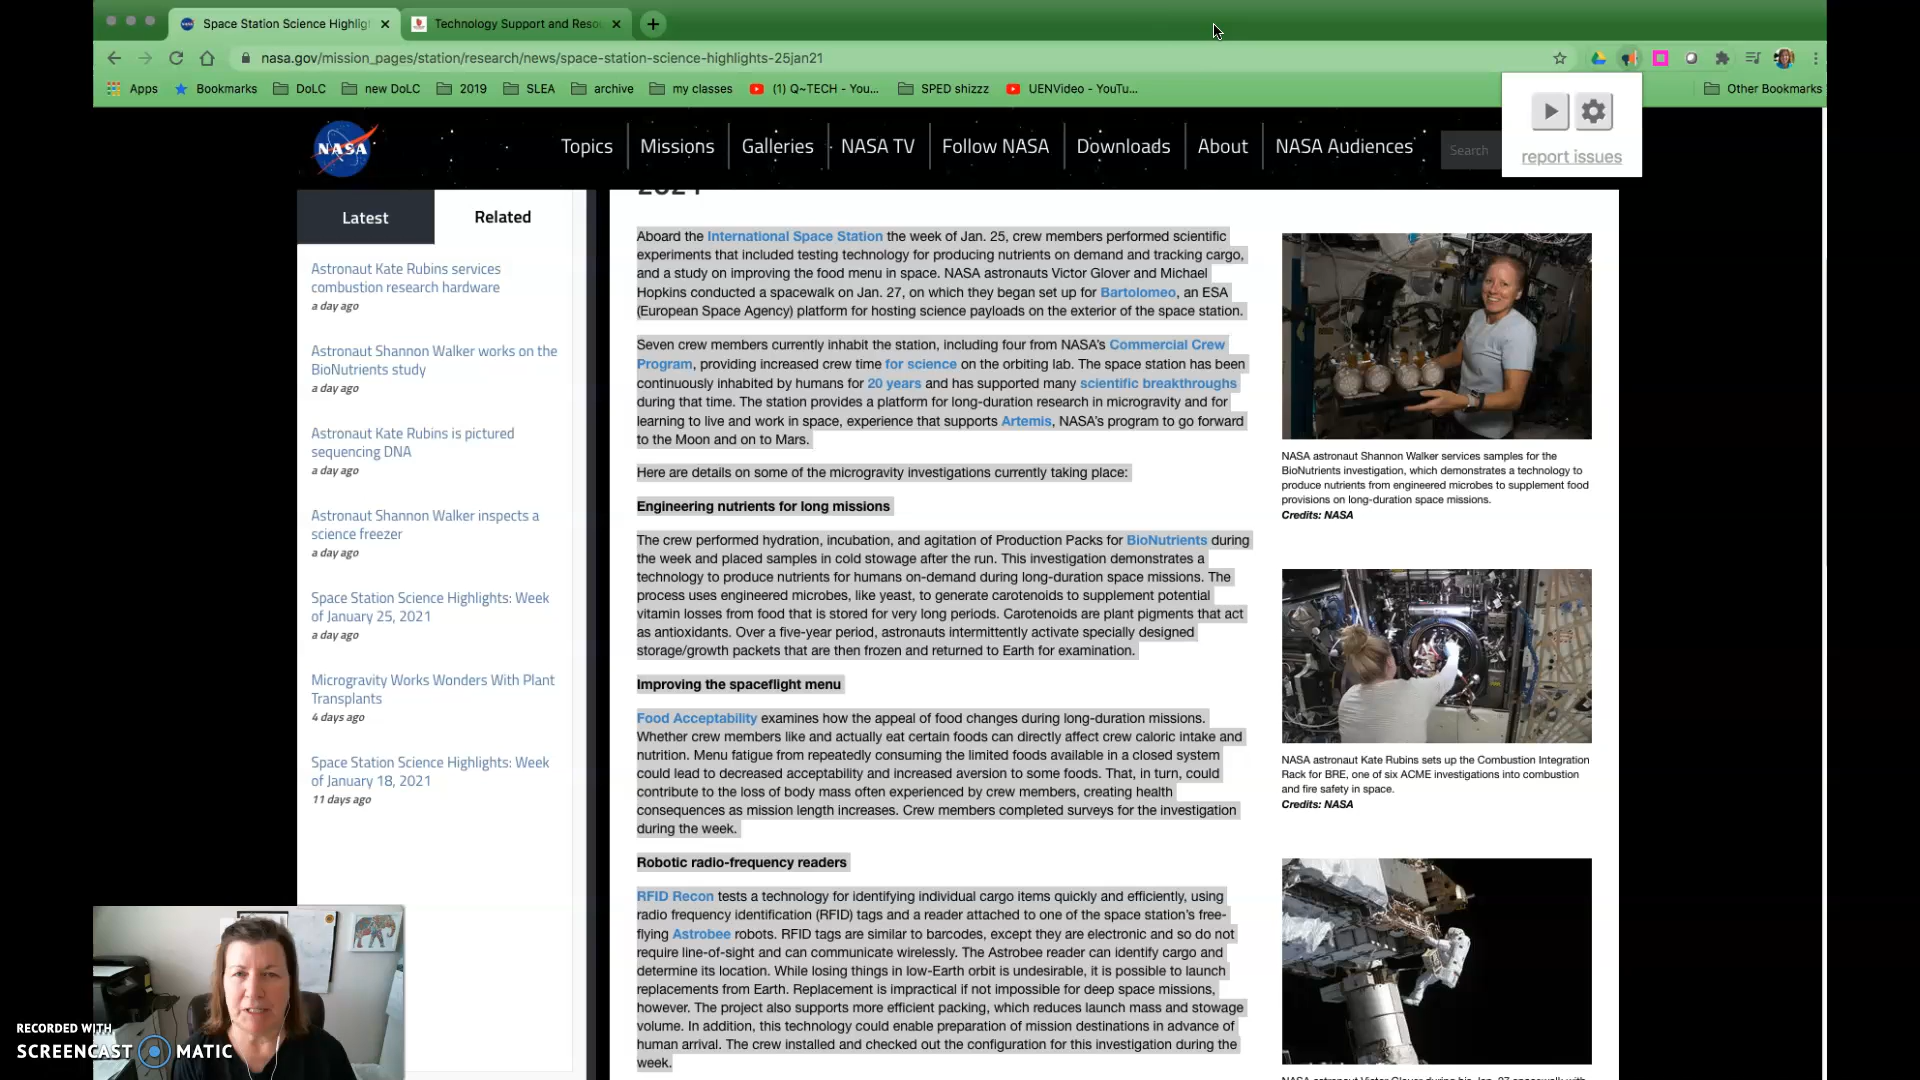 Space Station Science Highlig
Technology Support and Reso
nasa.gov/mission_pages/station/research/news/space-station-science-highlights-25jan21
Apps
Bookmarks
DoLC
new DoLC
2019
SLEA
archive
my classes
(1) Q~TECH - You...
SPED shizzz
UENVideo - YouTu...
Other Bookmarks
report issues
NASA
Topics
Missions
Galleries
NASA TV
Follow NASA
Downloads
About
NASA Audiences
Search
Latest
Related
Astronaut Kate Rubins services
combustion research hardware
a day ago
Astronaut Shannon Walker works on the
BioNutrients study
a day ago
Astronaut Kate Rubins is pictured
sequencing DNA
a day ago
Astronaut Shannon Walker inspects a
science freezer
a day ago
Space Station Science Highlights: Week
of January 25, 2021
a day ago
Microgravity Works Wonders With Plant
Transplants
4 days ago
Space Station Science Highlights: Week
of January 18, 2021
11 days ago
2021
Aboard the International Space Station the week of Jan. 25, crew members performed scientific
experiments that included testing technology for producing nutrients on demand and tracking cargo,
and a study on improving the food menu in space. NASA astronauts Victor Glover and Michael
Hopkins conducted a spacewalk on Jan. 27, on which they began set up for Bartolomeo, an ESA
(European Space Agency) platform for hosting science payloads on the exterior of the space station.
Seven crew members currently inhabit the station, including four from NASA's Commercial Crew
Program, providing increased crew time for science on the orbiting lab. The space station has been
continuously inhabited by humans for 20 years and has supported many scientific breakthroughs
during that time. The station provides a platform for long-duration research in microgravity and for
learning to live and work in space, experience that supports Artemis, NASA's program to go forward
to the Moon and on to Mars.
Here are details on some of the microgravity investigations currently taking place:
Engineering nutrients for long missions
The crew performed hydration, incubation, and agitation of Production Packs for BioNutrients during
the week and placed samples in cold stowage after the run. This investigation demonstrates a
technology to produce nutrients for humans on-demand during long-duration space missions. The
process uses engineered microbes, like yeast, to generate carotenoids to supplement potential
vitamin losses from food that is stored for very long periods. Carotenoids are plant pigments that act
as antioxidants. Over a five-year period, astronauts intermittently activate specially designed
storage/growth packets that are then frozen and returned to Earth for examination.
Improving the spaceflight menu
Food Acceptability examines how the appeal of food changes during long-duration missions.
Whether crew members like and actually eat certain foods can directly affect crew caloric intake and
nutrition. Menu fatigue from repeatedly consuming the limited foods available in a closed system
could lead to decreased acceptability and increased aversion to some foods. That, in turn, could
contribute to the loss of body mass often experienced by crew members, creating health
consequences as mission length increases. Crew members completed surveys for the investigation
during the week.
Robotic radio-frequency readers
RFID Recon tests a technology for identifying individual cargo items quickly and efficiently, using
radio frequency identification (RFID) tags and a reader attached to one of the space station's free-
flying Astrobee robots. RFID tags are similar to barcodes, except they are electronic and so do not
require line-of-sight and can communicate wirelessly. The Astrobee reader can identify cargo and
determine its location. While losing things in low-Earth orbit is undesirable, it is possible to launch
replacements from Earth. Replacement is impractical if not impossible for deep space missions,
however. The project also supports more efficient packing, which reduces launch mass and stowage
volume. In addition, this technology could enable preparation of mission destinations in advance of
human arrival. The crew installed and checked out the configuration for this investigation during the
week.
NASA astronaut Shannon Walker services samples for the
BioNutrients investigation, which demonstrates a technology to
produce nutrients from engineered microbes to supplement food
provisions on long-duration space missions.
Credits: NASA
NASA astronaut Kate Rubins sets up the Combustion Integration
Rack for BRE, one of six ACME investigations into combustion
and fire safety in space.
Credits: NASA
NASA astronaut Victor Glover during his Jan. 27 spacewalk with
RECORDED WITH
SCREENCAST MATIC